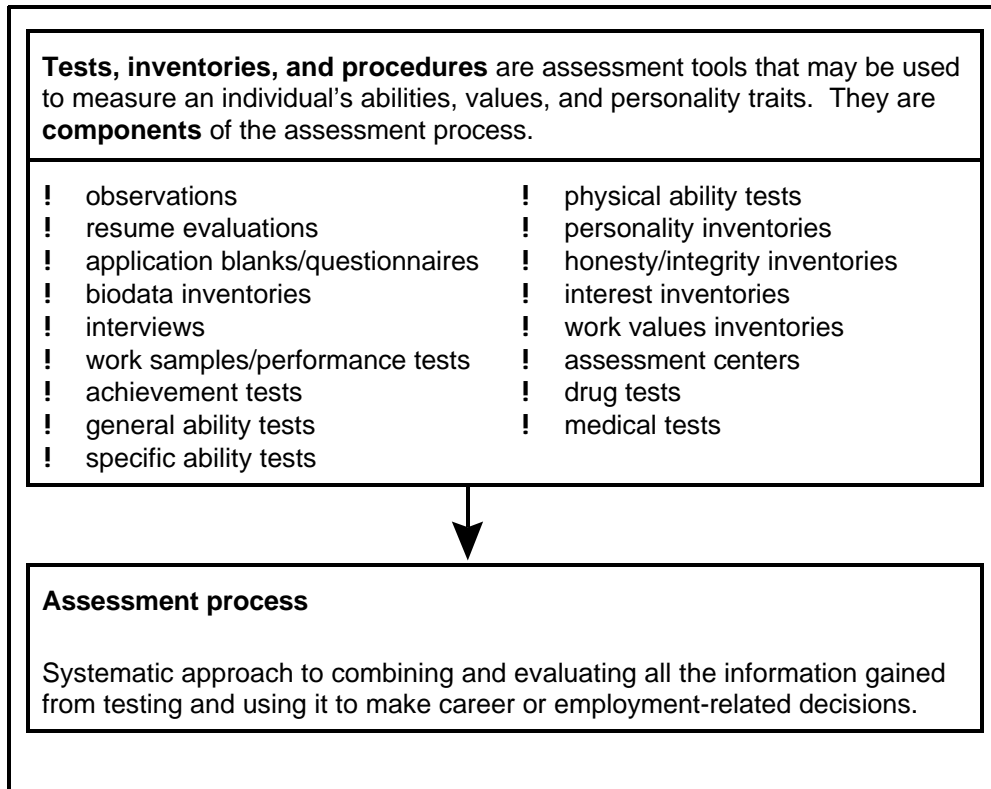 Tests, inventories, and procedures are assessment tools that may be used
to measure an individual's abilities, values, and personality traits.  They are
components of the assessment process.
! observations
! resume evaluations
! application blanks/questionnaires
! biodata inventories
! interviews
! work samples/performance tests
! achievement tests
! general ability tests
! specific ability tests
! physical ability tests
! personality inventories
! honesty/integrity inventories
! interest inventories
! work values inventories
! assessment centers
! drug tests
! medical tests
Assessment process
Systematic approach to combining and evaluating all the information gained
from testing and using it to make career or employment-related decisions.